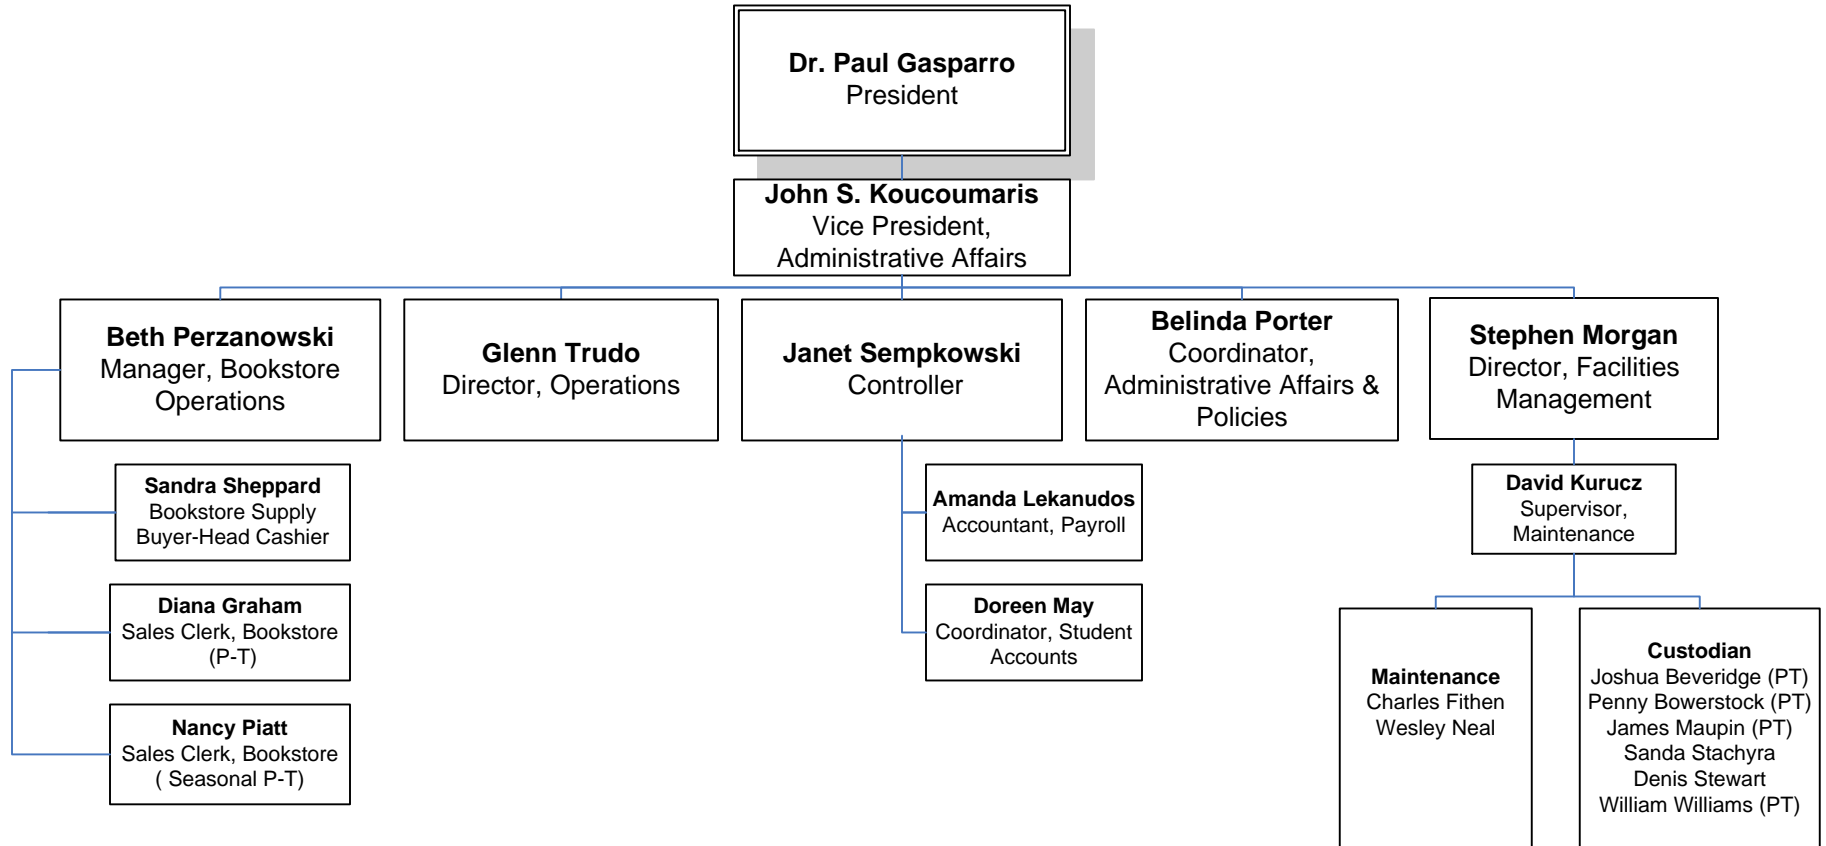 Dr. Paul Gasparro
President
John S. Koucoumaris
Vice President,
Administrative Affairs
Beth Perzanowski
Manager, Bookstore
Operations
Glenn Trudo
Director, Operations
Janet Sempkowski
Controller
Belinda Porter
Coordinator,
Administrative Affairs &
Policies
Stephen Morgan
Director, Facilities
Management
Sandra Sheppard
Bookstore Supply
Buyer-Head Cashier
Diana Graham
Sales Clerk, Bookstore
(P-T)
Nancy Piatt
Sales Clerk, Bookstore
( Seasonal P-T)
Amanda Lekanudos
Accountant, Payroll
Doreen May
Coordinator, Student
Accounts
David Kurucz
Supervisor,
Maintenance
Maintenance
Charles Fithen
Wesley Neal
Custodian
Joshua Beveridge (PT)
Penny Bowerstock (PT)
James Maupin (PT)
Sanda Stachyra
Denis Stewart
William Williams (PT)